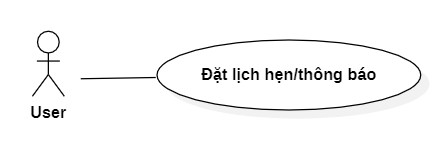 Đặt lịch hẹn/thông báo
User